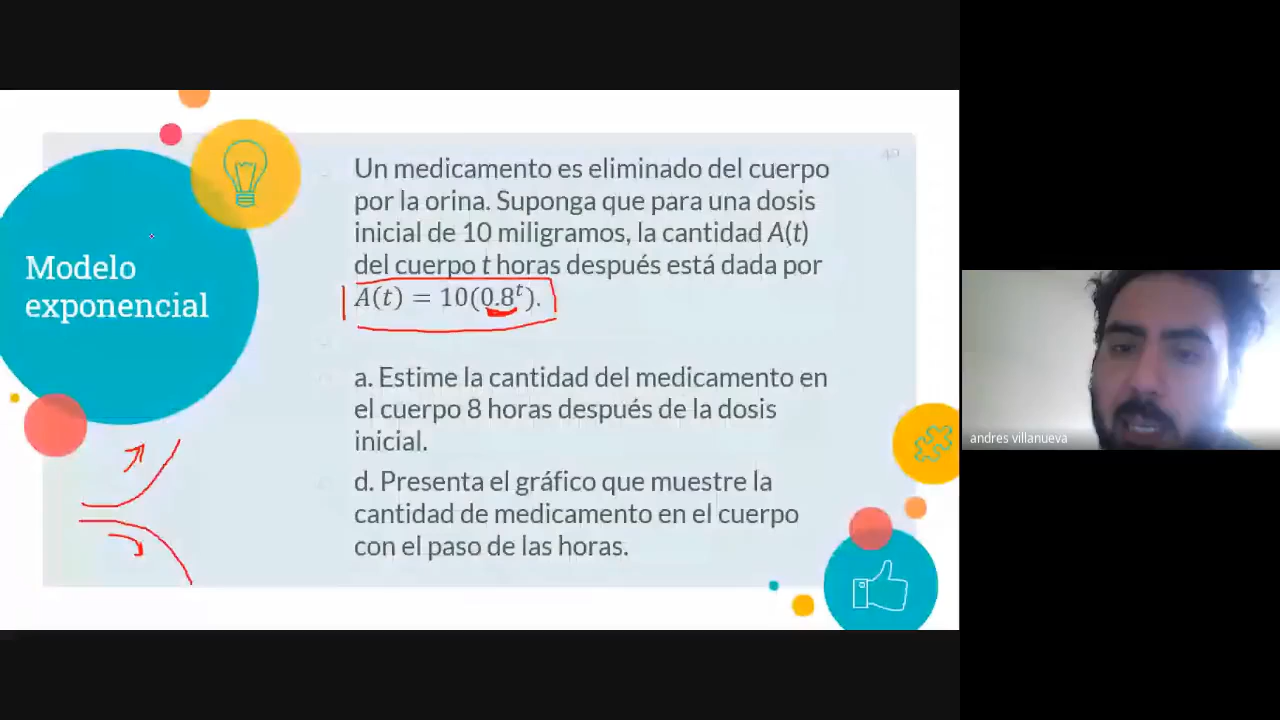 49
Un medicamento es eliminado del cuerpo
por la orina. Suponga que para una dosis
inicial de 10 miligramos, la cantidad A(t)
del cuerpo t horas después está dada por
A(t) = 10(0.8^t).
Modelo
exponencial
a. Estime la cantidad del medicamento en
el cuerpo 8 horas después de la dosis
inicial.
d. Presenta el gráfico que muestre la
cantidad de medicamento en el cuerpo
con el paso de las horas.
andres villanueva